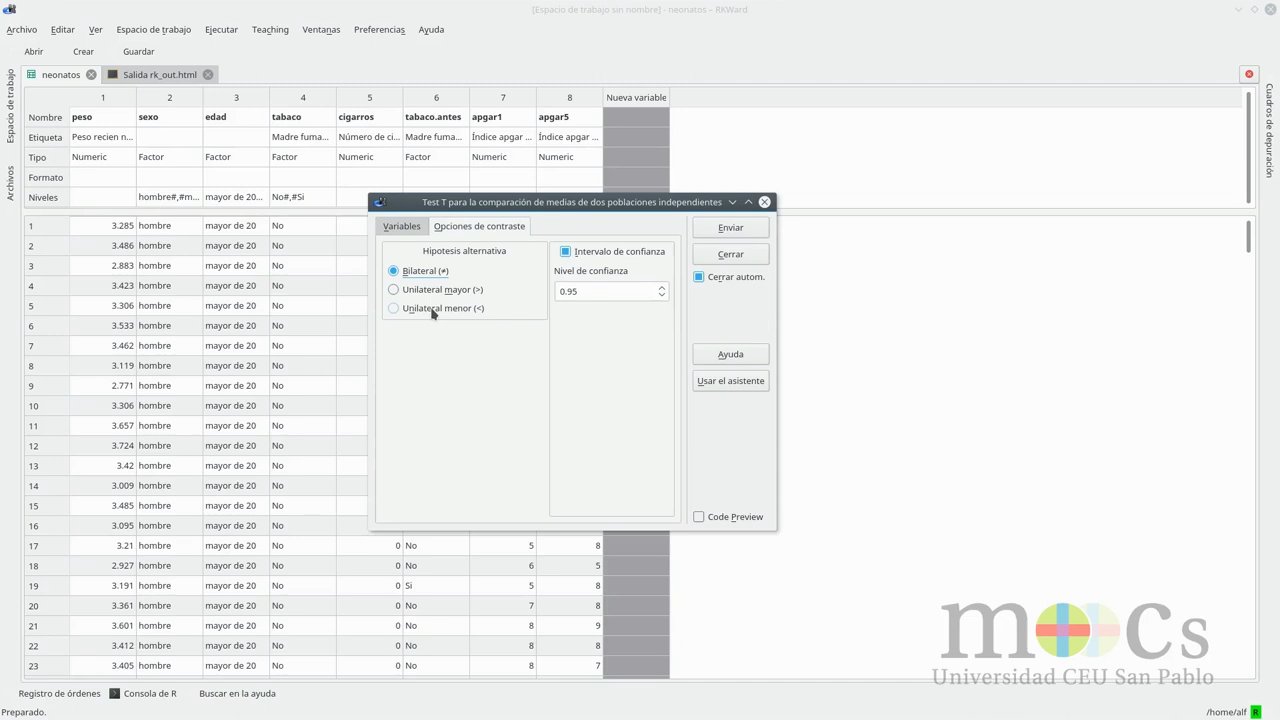 [Espacio de trabajo sin nombre] - neonatos – RKWard
Archivo Editar Ver Espacio de trabajo Ejecutar Teaching Ventanas Preferencias Ayuda
Abrir Crear Guardar
neonatos Salida rk_out.html
Espacio de trabajo
Archivos
Cuadros de depuración
1 2 3 4 5 6 7 8 Nueva variable
Nombre peso sexo edad tabaco cigarros tabaco.antes apgar1 apgar5
Etiqueta Peso recien n... Madre fuma... Número de ci... Madre fuma... Índice apgar ... Índice apgar ...
Tipo Numeric Factor Factor Factor Numeric Factor Numeric Numeric
Formato
Niveles hombre#,#m... mayor de 20... No#,#Si
1 3.285 hombre mayor de 20 No
2 3.486 hombre mayor de 20 No
3 2.883 hombre mayor de 20 No
4 3.423 hombre mayor de 20 No
5 3.306 hombre mayor de 20 No
6 3.533 hombre mayor de 20 No
7 3.462 hombre mayor de 20 No
8 3.119 hombre mayor de 20 No
9 2.771 hombre mayor de 20 No
10 3.306 hombre mayor de 20 No
11 3.657 hombre mayor de 20 No
12 3.724 hombre mayor de 20 No
13 3.42 hombre mayor de 20 No
14 3.009 hombre mayor de 20 No
15 3.485 hombre mayor de 20 No
16 3.095 hombre mayor de 20 No
17 3.21 hombre mayor de 20 No 0 No 5 8
18 2.927 hombre mayor de 20 No 0 No 6 5
19 3.191 hombre mayor de 20 No 0 Si 5 8
20 3.361 hombre mayor de 20 No 0 No 7 8
21 3.601 hombre mayor de 20 No 0 No 8 9
22 3.412 hombre mayor de 20 No 0 No 8 8
23 3.405 hombre mayor de 20 No 0 No 8 7
Test T para la comparación de medias de dos poblaciones independientes
Variables Opciones de contraste
Hipotesis alternativa
Bilateral (≠)
Unilateral mayor (>)
Unilateral menor (<)
Intervalo de confianza
Nivel de confianza
0.95
Enviar
Cerrar
Cerrar autom.
Ayuda
Usar el asistente
Code Preview
mOCs
Universidad CEU San Pablo
Registro de órdenes Consola de R Buscar en la ayuda
Preparado. /home/alf R